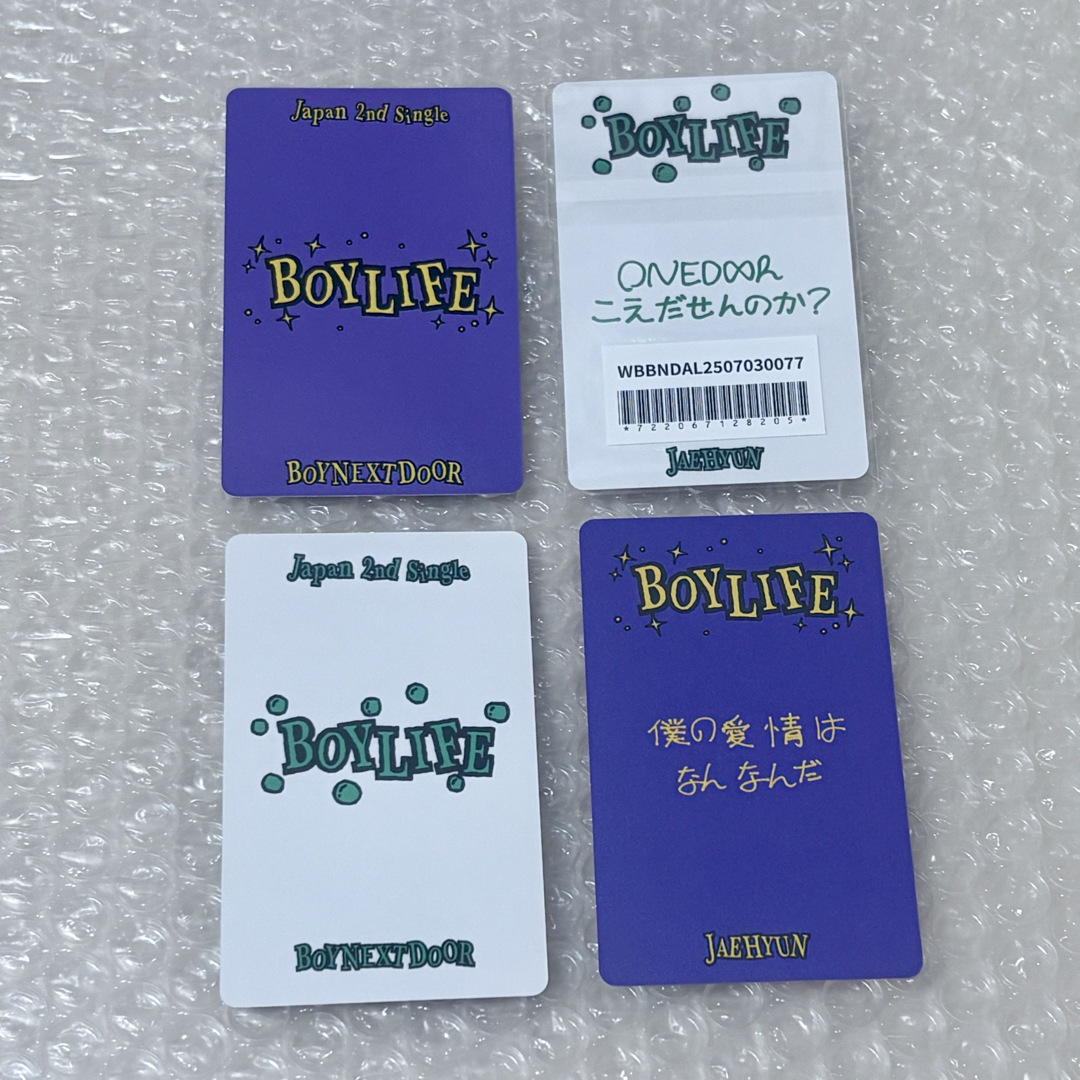 Japan 2nd Single
BOYLIFE
BOYNEXTDOOR
BOYLIFE
ONEDOOR
こえだせんのか?
WBBNDAL2507030077
*722067128205*
JAEHYUN
Japan 2nd Single
BOYLIFE
BOYNEXTDOOR
BOYLIFE
僕の愛情は
なんなんだ
JAEHYUN